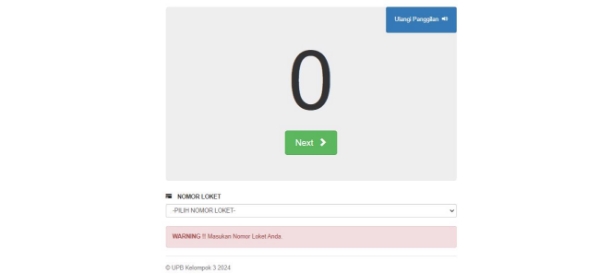 Ulangi Panggilan
0
Next
NOMOR LOKET
-PILIH NOMOR LOKET-
WARNING !! Masukan Nomor Loket Anda
© UPB Kelompok 3 2024